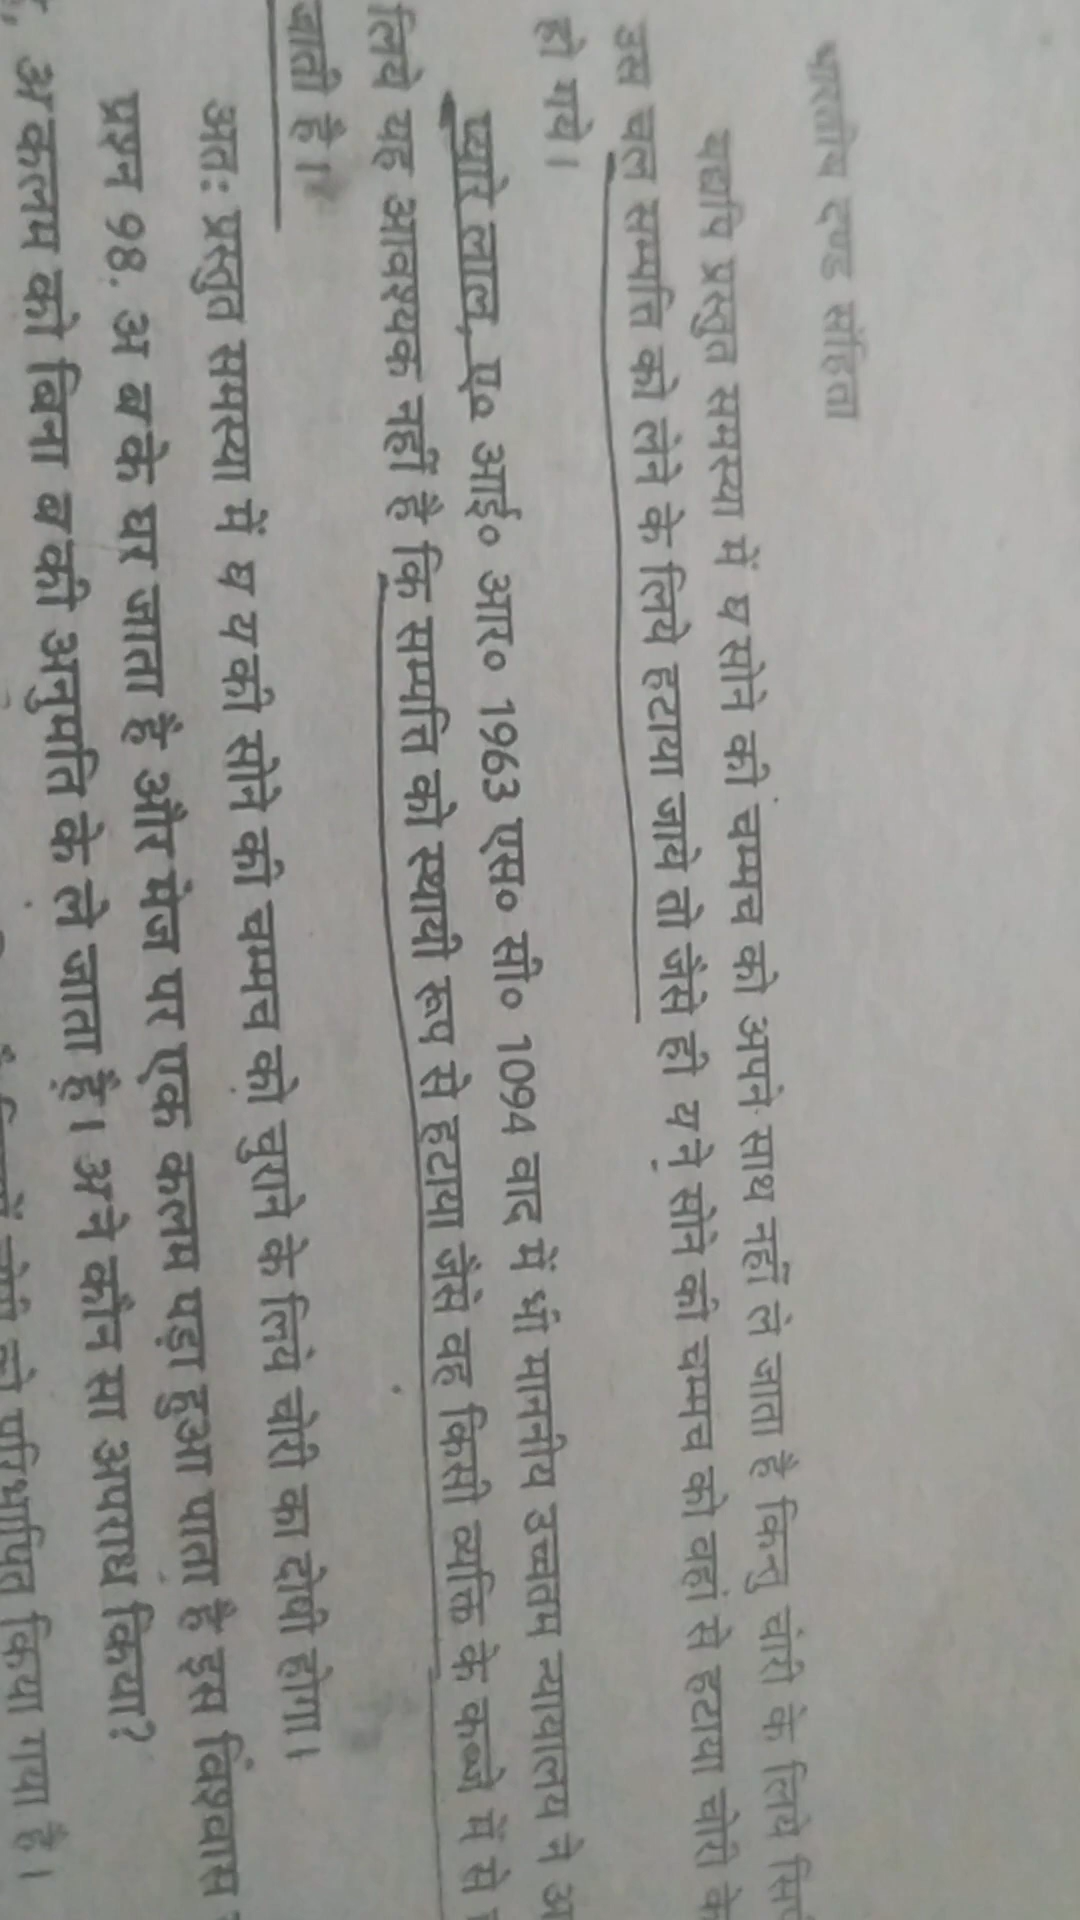 भारतीय दण्ड संहिता
यद्यपि प्रस्तुत समस्या में घ सोने की चम्मच को अपने साथ नहीं ले जाता है किन्तु चोरी के लिये सिर्फ
उस चल सम्पत्ति को लेने के लिये हटाया जाये तो जैसे ही य ने सोने की चम्मच को वहां से हटाया चोरी के
हो गये।
प्यारे लाल, ए० आई० आर० 1963 एस० सी० 1094 वाद में भी माननीय उच्चतम न्यायालय ने अ
लिये यह आवश्यक नहीं है कि सम्पत्ति को स्थायी रूप से हटाया जैसे वह किसी व्यक्ति के कब्जे में से
जाती है।
अतः प्रस्तुत समस्या में घ य की सोने की चम्मच को चुराने के लिये चोरी का दोषी होगा।
प्रश्न 98. अ ब के घर जाता है और मेज पर एक कलम पड़ा हुआ पाता है इस विश्वास
अ कलम को बिना ब की अनुमति के ले जाता है। अ ने कौन सा अपराध किया?
को परिभाषित किया गया है।